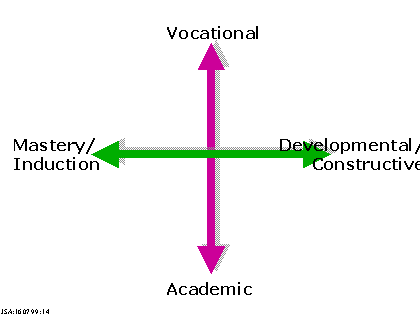 Vocational
Mastery/
Induction
Developmental/
Constructive
Academic
JSA:160799:14